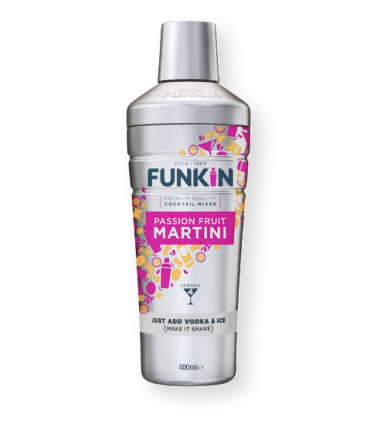 FUNKIN
ESTD. 1999
FUNKIN
PREMIUM QUALITY
COCKTAIL MIXER
PASSION FRUIT
MARTINI
SERVES
4
JUST ADD VODKA & ICE
(MAKE IT SHAKE)
400ml℮